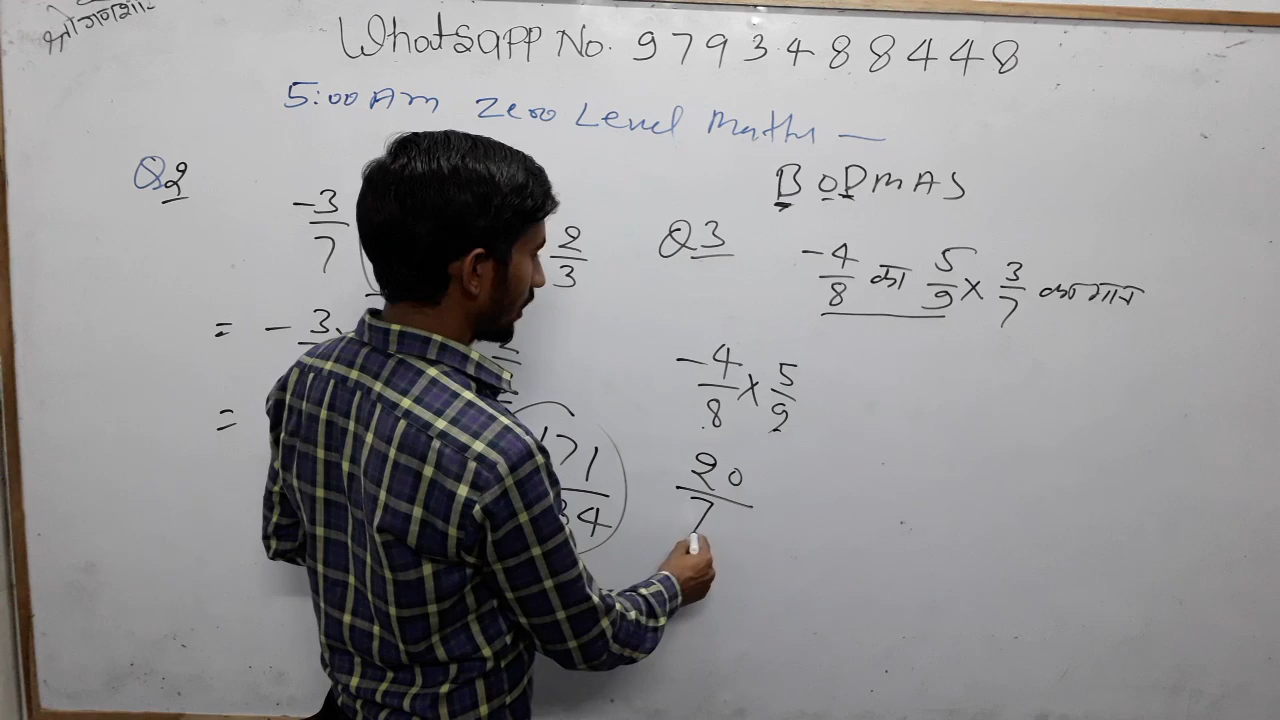 Whatsapp No. 9793488448
5:00 Am Zero Level Maths —
Q2
-3/7 2/3
= - 3
=
171/34
BODMAS
Q3 -4/8 का 5/9 × 3/7 का मान
-4/8 × 5/9
20/7